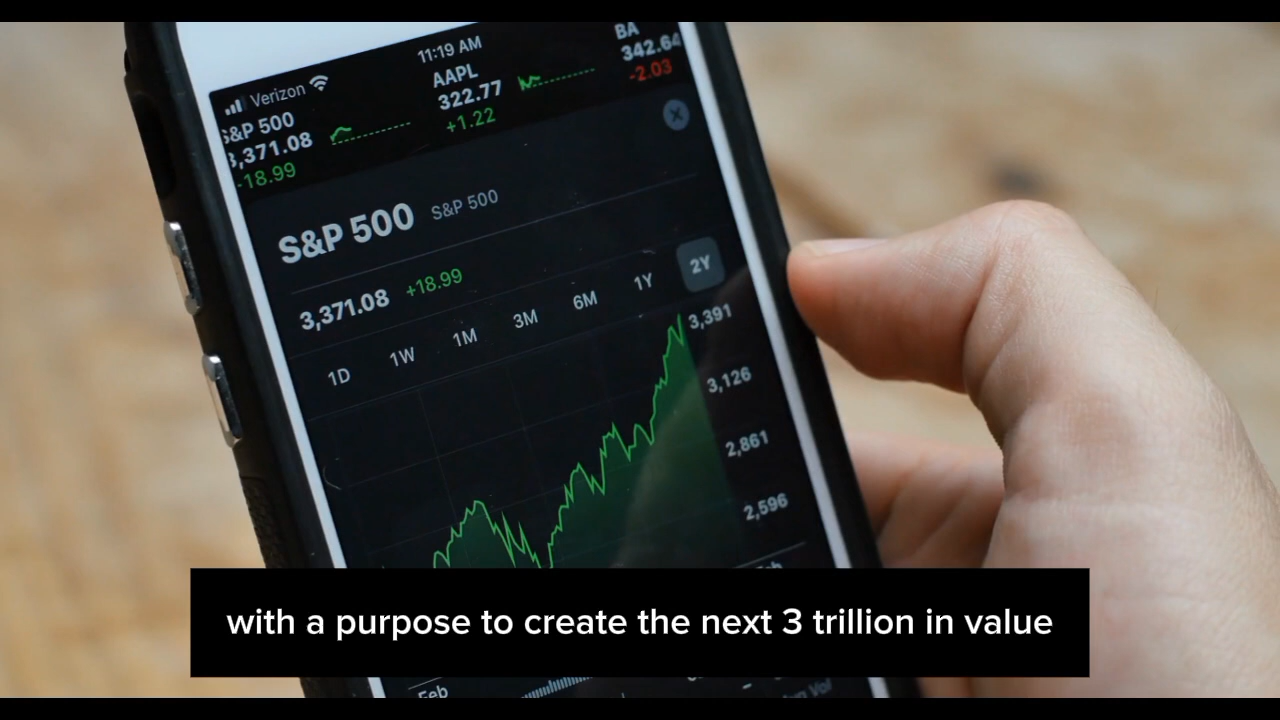 Verizon
11:19 AM
S&P 500
3,371.08
-18.99
AAPL
322.77
+1.22
BA
342.64
-2.03
S&P 500 S&P 500
3,371.08 +18.99
1D 1W 1M 3M 6M 1Y 2Y
3,391
3,126
2,861
2,596
with a purpose to create the next 3 trillion in value
Feb
Vol